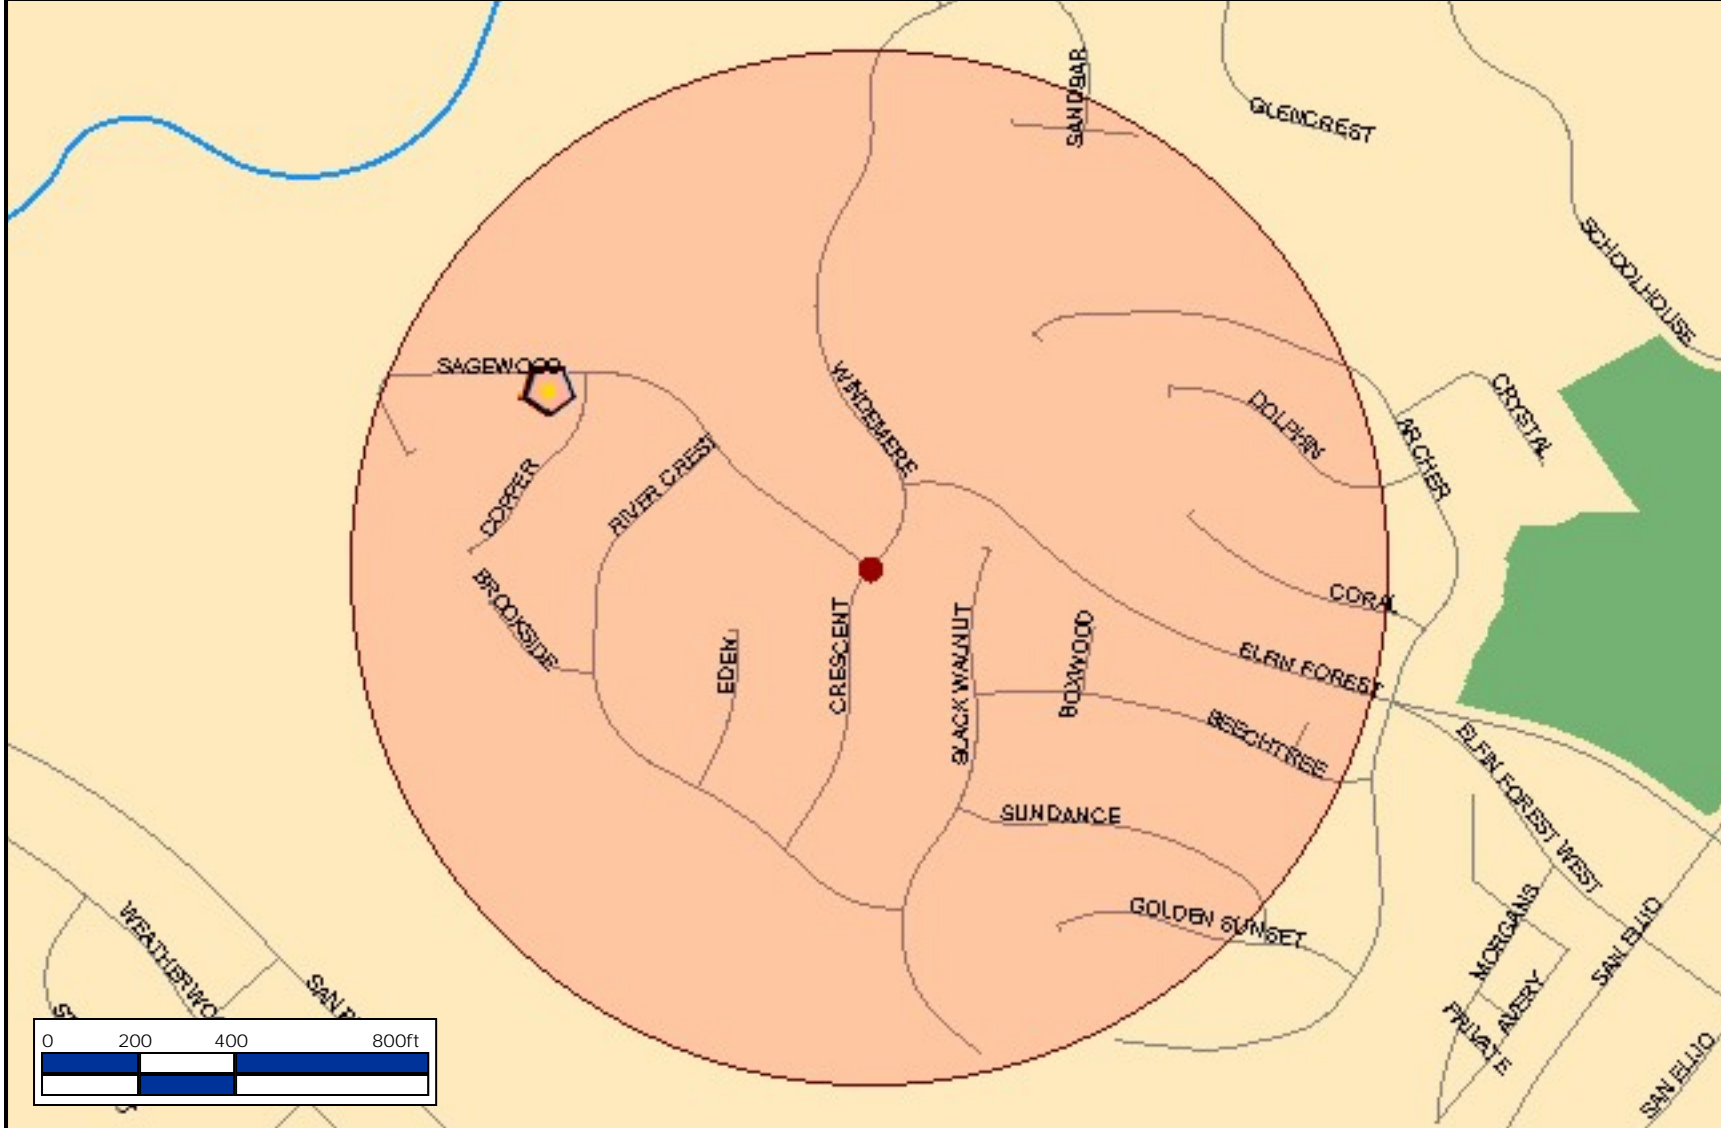 SANDBAR
GLENCREST
SCHOOLHOUSE
SAGEWOOD
WINDEMERE
DOLPHIN
CRYSTAL
ARCHER
COPPER
RIVER CREST
BROOKSIDE
EDEN
CRESCENT
BLACK WALNUT
BOXWOOD
CORAL
ELFIN FOREST
BEECHTREE
ELFIN FOREST WEST
SUNDANCE
GOLDEN SUNSET
MORGANS
SAN ELIJO
WEATHERWO
AVERY
PRIVATE
SAN ELIJO
0 200 400 800ft